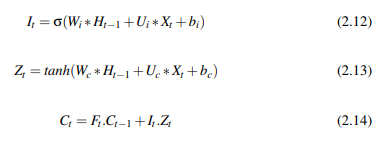 I_t = σ(W_i * H_{t−1} + U_i * X_t + b_i) (2.12)
Z_t = tanh(W_c * H_{t−1} + U_c * X_t + b_c) (2.13)
C_t = F_t.C_{t−1} + I_t.Z_t (2.14)